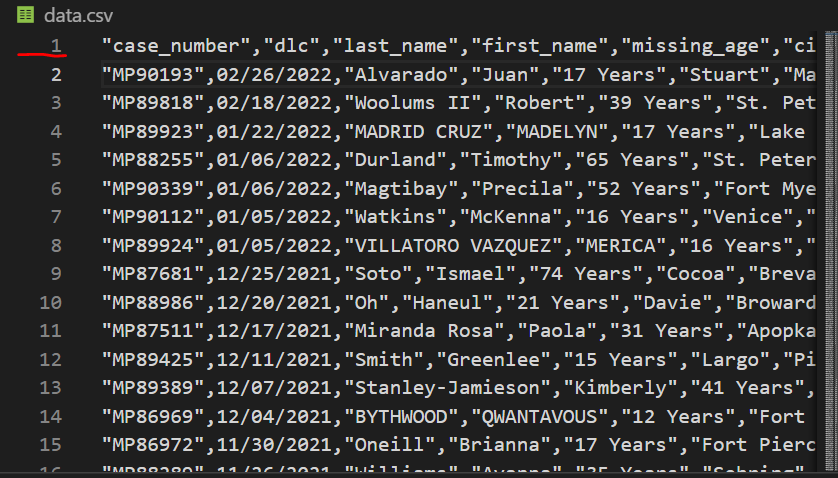 data.csv
1 "case_number","dlc","last_name","first_name","missing_age","ci
2 "MP90193",02/26/2022,"Alvarado","Juan","17 Years","Stuart","Ma
3 "MP89818",02/18/2022,"Woolums II","Robert","39 Years","St. Pet
4 "MP89923",01/22/2022,"MADRID CRUZ","MADELYN","17 Years","Lake
5 "MP88255",01/06/2022,"Durland","Timothy","65 Years","St. Peter
6 "MP90339",01/06/2022,"Magtibay","Precila","52 Years","Fort Mye
7 "MP90112",01/05/2022,"Watkins","McKenna","16 Years","Venice","
8 "MP89924",01/05/2022,"VILLATORO VAZQUEZ","MERICA","16 Years","
9 "MP87681",12/25/2021,"Soto","Ismael","74 Years","Cocoa","Breva
10 "MP88986",12/20/2021,"Oh","Haneul","21 Years","Davie","Broward
11 "MP87511",12/17/2021,"Miranda Rosa","Paola","31 Years","Apopka
12 "MP89425",12/11/2021,"Smith","Greenlee","15 Years","Largo","Pi
13 "MP89389",12/07/2021,"Stanley-Jamieson","Kimberly","41 Years",
14 "MP86969",12/04/2021,"BYTHWOOD","QWANTAVOUS","12 Years","Fort
15 "MP86972",11/30/2021,"Oneill","Brianna","17 Years","Fort Pierc